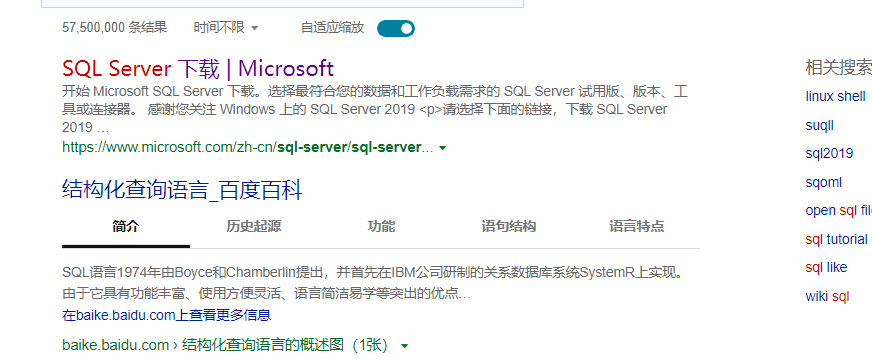 57,500,000 条结果 时间不限 自适应缩放
SQL Server 下载 | Microsoft
开始 Microsoft SQL Server 下载。选择最符合您的数据和工作负载需求的 SQL Server 试用版、版本、工
具或连接器。 感谢您关注 Windows 上的 SQL Server 2019 <p>请选择下面的链接，下载 SQL Server
2019 …
https://www.microsoft.com/zh-cn/sql-server/sql-server...
结构化查询语言_百度百科
简介 历史起源 功能 语句结构 语言特点
SQL语言1974年由Boyce和Chamberlin提出，并首先在IBM公司研制的关系数据库系统SystemR上实现。
由于它具有功能丰富、使用方便灵活、语言简洁易学等突出的优点…
在baike.baidu.com上查看更多信息
baike.baidu.com › 结构化查询语言的概述图（1张）
相关搜索
linux shell
suqll
sql2019
sqoml
open sql file
sql tutorial
sql like
wiki sql